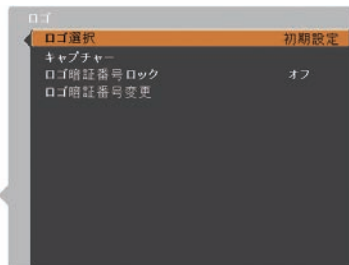 ロゴ
ロゴ選択 初期設定
キャプチャー
ロゴ暗証番号ロック オフ
ロゴ暗証番号変更